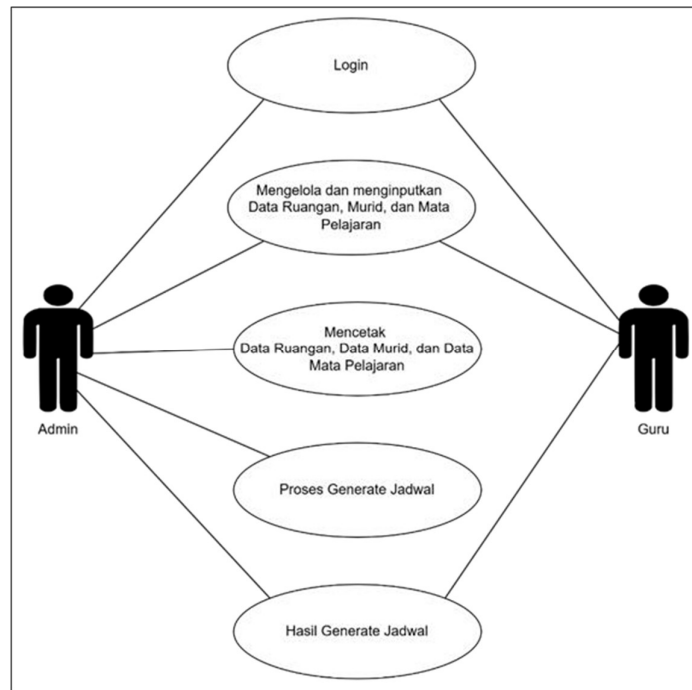 Login
Mengelola dan menginputkan
Data Ruangan, Murid, dan Mata
Pelajaran
Mencetak
Data Ruangan, Data Murid, dan Data
Mata Pelajaran
Admin
Guru
Proses Generate Jadwal
Hasil Generate Jadwal